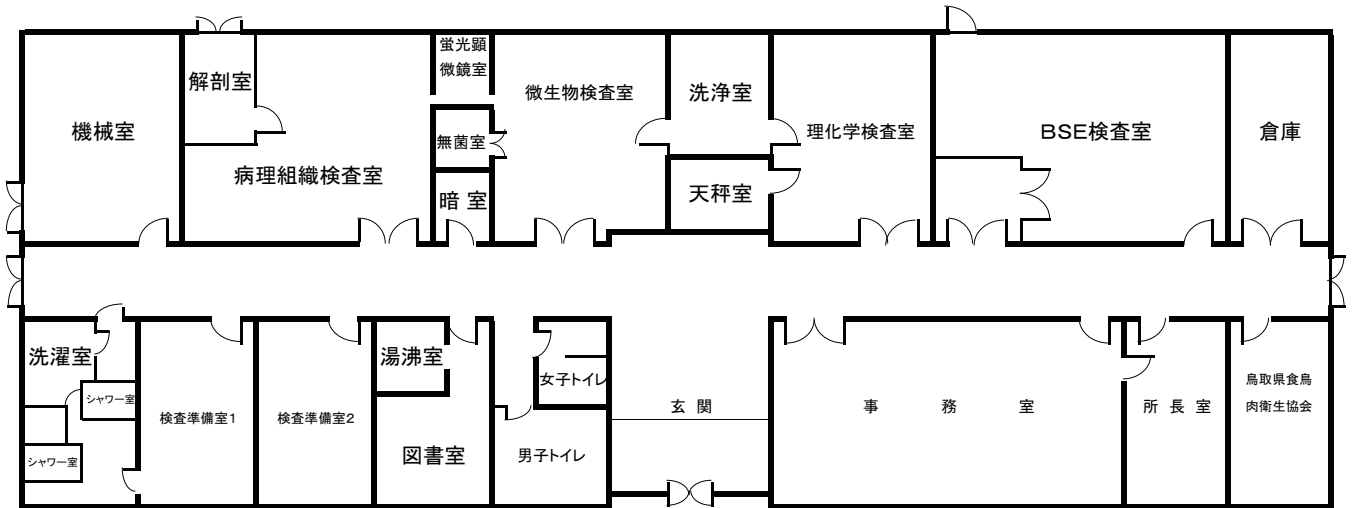 機械室
解剖室
病理組織検査室
蛍光顕
微鏡室
無菌室
暗 室
微生物検査室
洗浄室
天秤室
理化学検査室
BSE検査室
倉庫
洗濯室
シャワー室
シャワー室
検査準備室1
検査準備室2
湯沸室
図書室
女子トイレ
男子トイレ
玄 関
事 務 室
所 長 室
鳥取県食鳥
肉衛生協会